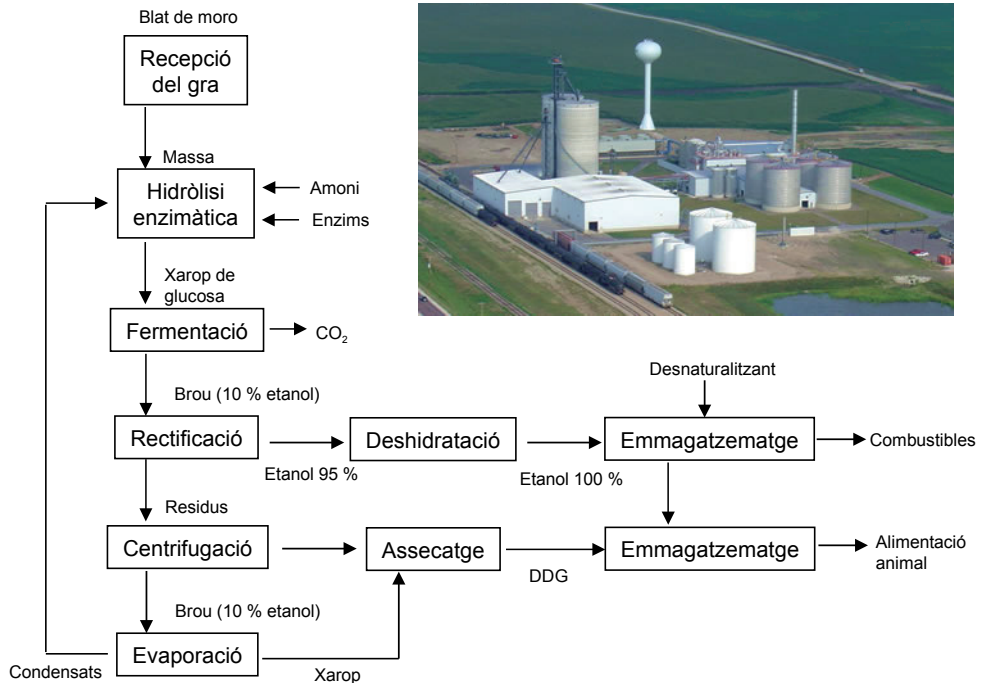 Blat de moro
Recepció
del gra
Massa
Hidròlisi
enzimàtica
Amoni
Enzims
Xarop de
glucosa
Fermentació
CO₂
Desnaturalitzant
Brou (10 % etanol)
Rectificació
Deshidratació
Emmagatzematge
Combustibles
Etanol 95 %
Etanol 100 %
Residus
Centrifugació
Assecatge
Emmagatzematge
Alimentació
animal
DDG
Brou (10 % etanol)
Evaporació
Condensats
Xarop